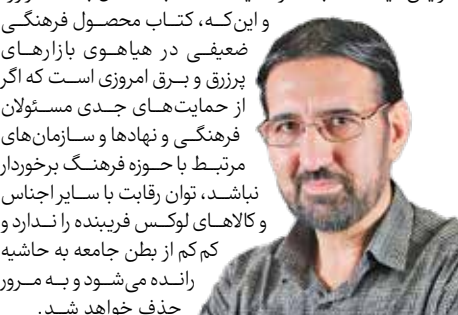 و این‌که، کتاب محصول فرهنگی
ضعیفی در هیاهوی بازارهای
پرزرق و برق امروزی است که اگر
از حمایت‌های جدی مسئولان
فرهنگی و نهادها و سازمان‌های
مرتبط با حوزه فرهنگ برخوردار
نباشد، توان رقابت با سایر اجناس
و کالاهای لوکس فریبنده را ندارد و
کم کم از بطن جامعه به حاشیه
رانده می‌شود و به مرور
حذف خواهد شد.